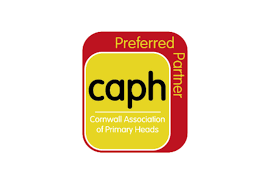 Preferred
Partner
caph
Cornwall Association
of Primary Heads